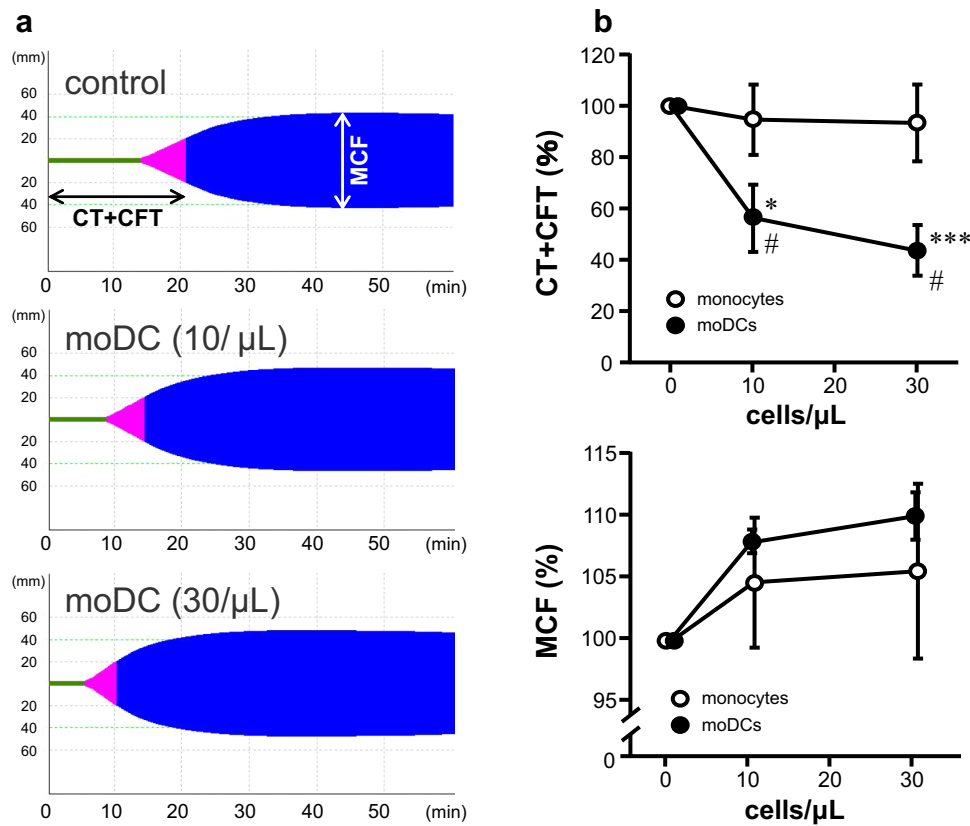 a
(mm)
control
60
40
20
20
40
60
MCF
CT+CFT
0 10 20 30 40 50 (min)
moDC (10/ µL)
60
40
20
20
40
60
0 10 20 30 40 50 (min)
(mm)
moDC (30/µL)
60
40
20
20
40
60
0 10 20 30 40 50 (min)
b
CT+CFT (%)
120
100
80
60
40
20
0
*
#
***
#
monocytes
moDCs
0 10 20 30
cells/µL
MCF (%)
115
110
105
100
95
0
monocytes
moDCs
0 10 20 30
cells/µL